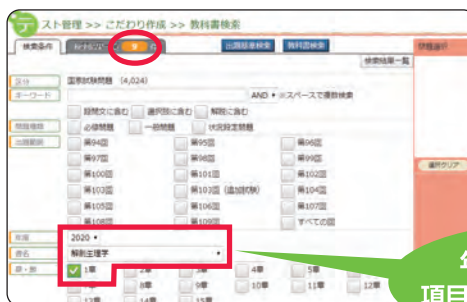 テ スト管理 >> こだわり作成 >> 教科書検索
検索条件 9 出題基準検索 教科書検索 問題選択
検索結果一覧
区分 国家試験問題 (4,024)
キーワード AND ※スペースで複数検索
設問文に含む 選択肢に含む 解説に含む
問題種類 必修問題 一般問題 状況設定問題
出題範囲 第94回 第95回 第96回
第97回 第98回 第99回
第100回 第101回 第102回
第103回 第103回 (追加試験) 第104回
第105回 第106回 第107回
第108回 第109回 すべての回
選択クリア
年度 2020
書名 解剖生理学
章・節 1章 2章 3章 4章 5章
8章 9章 10章 11章 12章
13章 14章 15章
項目